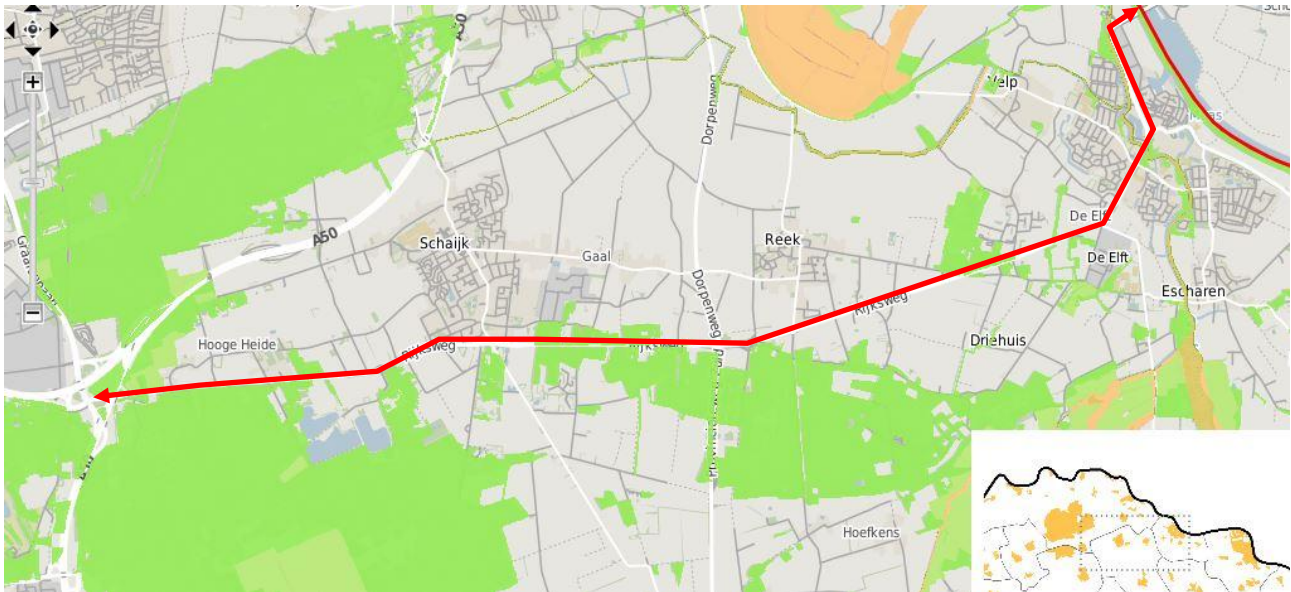 A50
Dorpenweg
Velp
Maas
A50
Schaijk
Gaal
Reek
De Elft
De Elft
Dorpenweg
Escharen
Rijksweg
Hooge Heide
Rijksweg
Driehuis
Hoefkens